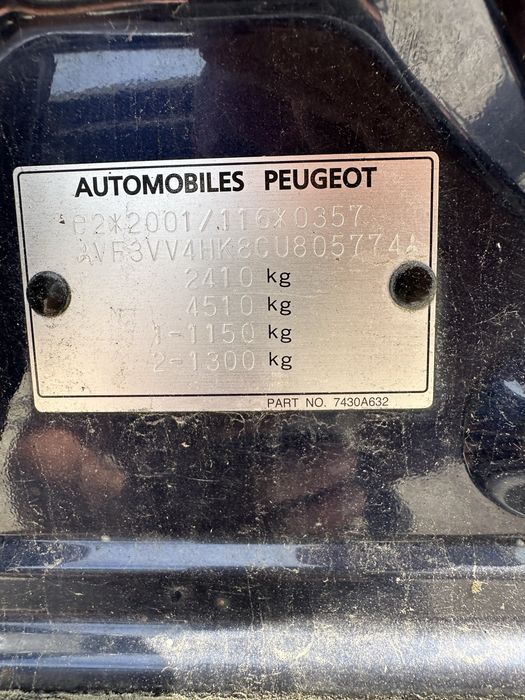 AUTOMOBILES PEUGEOT
e2*2001/116*0357
VF3VV4HK8CU805774
2410 kg
4510 kg
1-1150 kg
2-1300 kg
PART NO. 7430A632